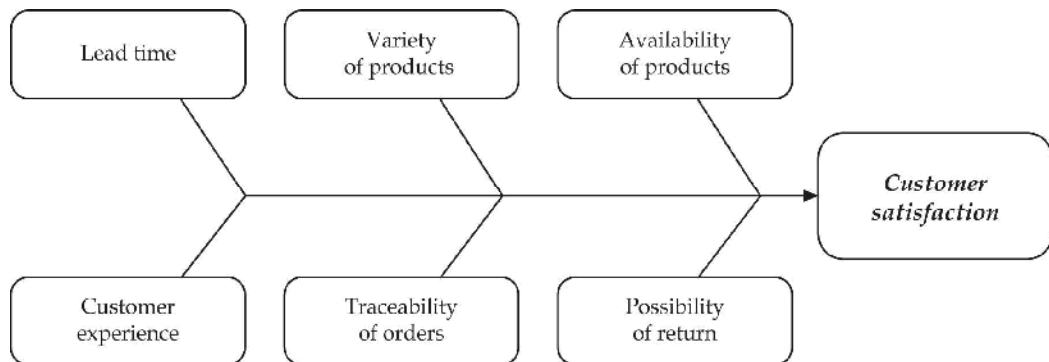 Lead time
Variety
of products
Availability
of products
Customer
satisfaction
Customer
experience
Traceability
of orders
Possibility
of return